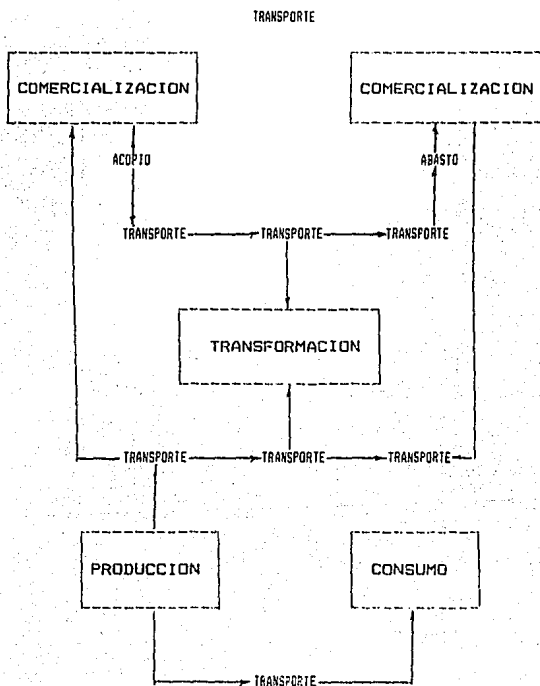 TRANSPORTE
COMERCIALIZACION COMERCIALIZACION
ACOPIO ABASTO
TRANSPORTE TRANSPORTE TRANSPORTE
TRANSFORMACION
TRANSPORTE TRANSPORTE TRANSPORTE
PRODUCCION CONSUMO
TRANSPORTE